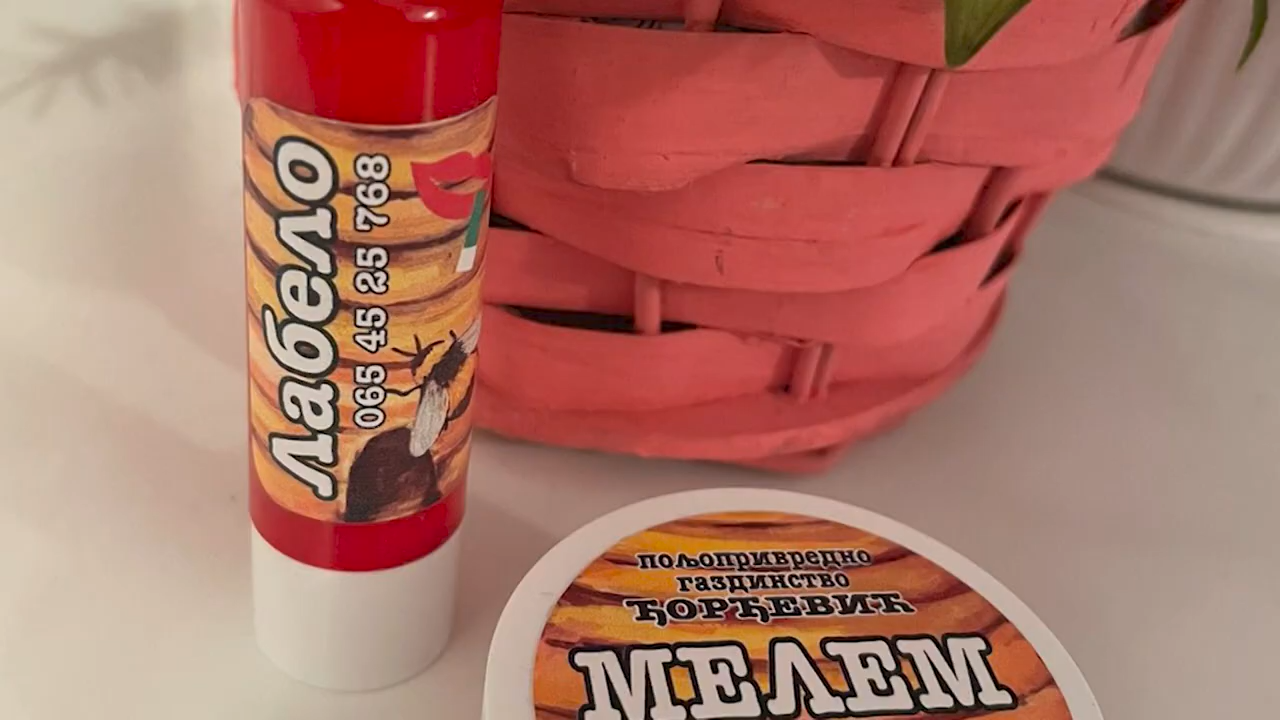 Лабело
065 45 25 768
пољопривредно
газдинство
ЂОРЂЕВИЋ
МЕЛЕМ